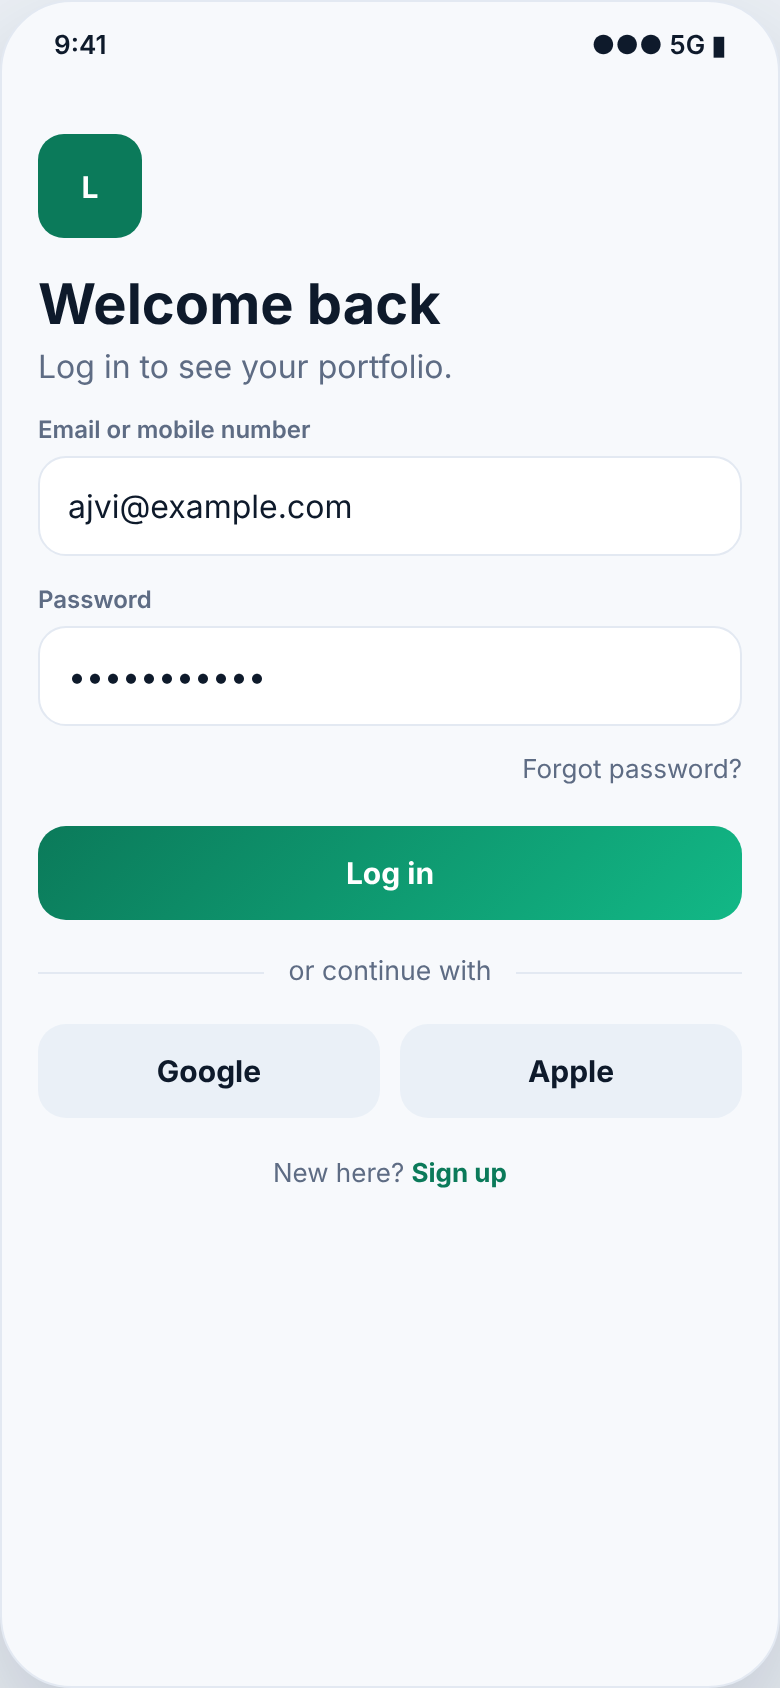 9:41
●●● 5G ▮
L
Welcome back
Log in to see your portfolio.
Email or mobile number
ajvi@example.com
Password
•••••••••••
Forgot password?
Log in
or continue with
Google
Apple
New here? Sign up